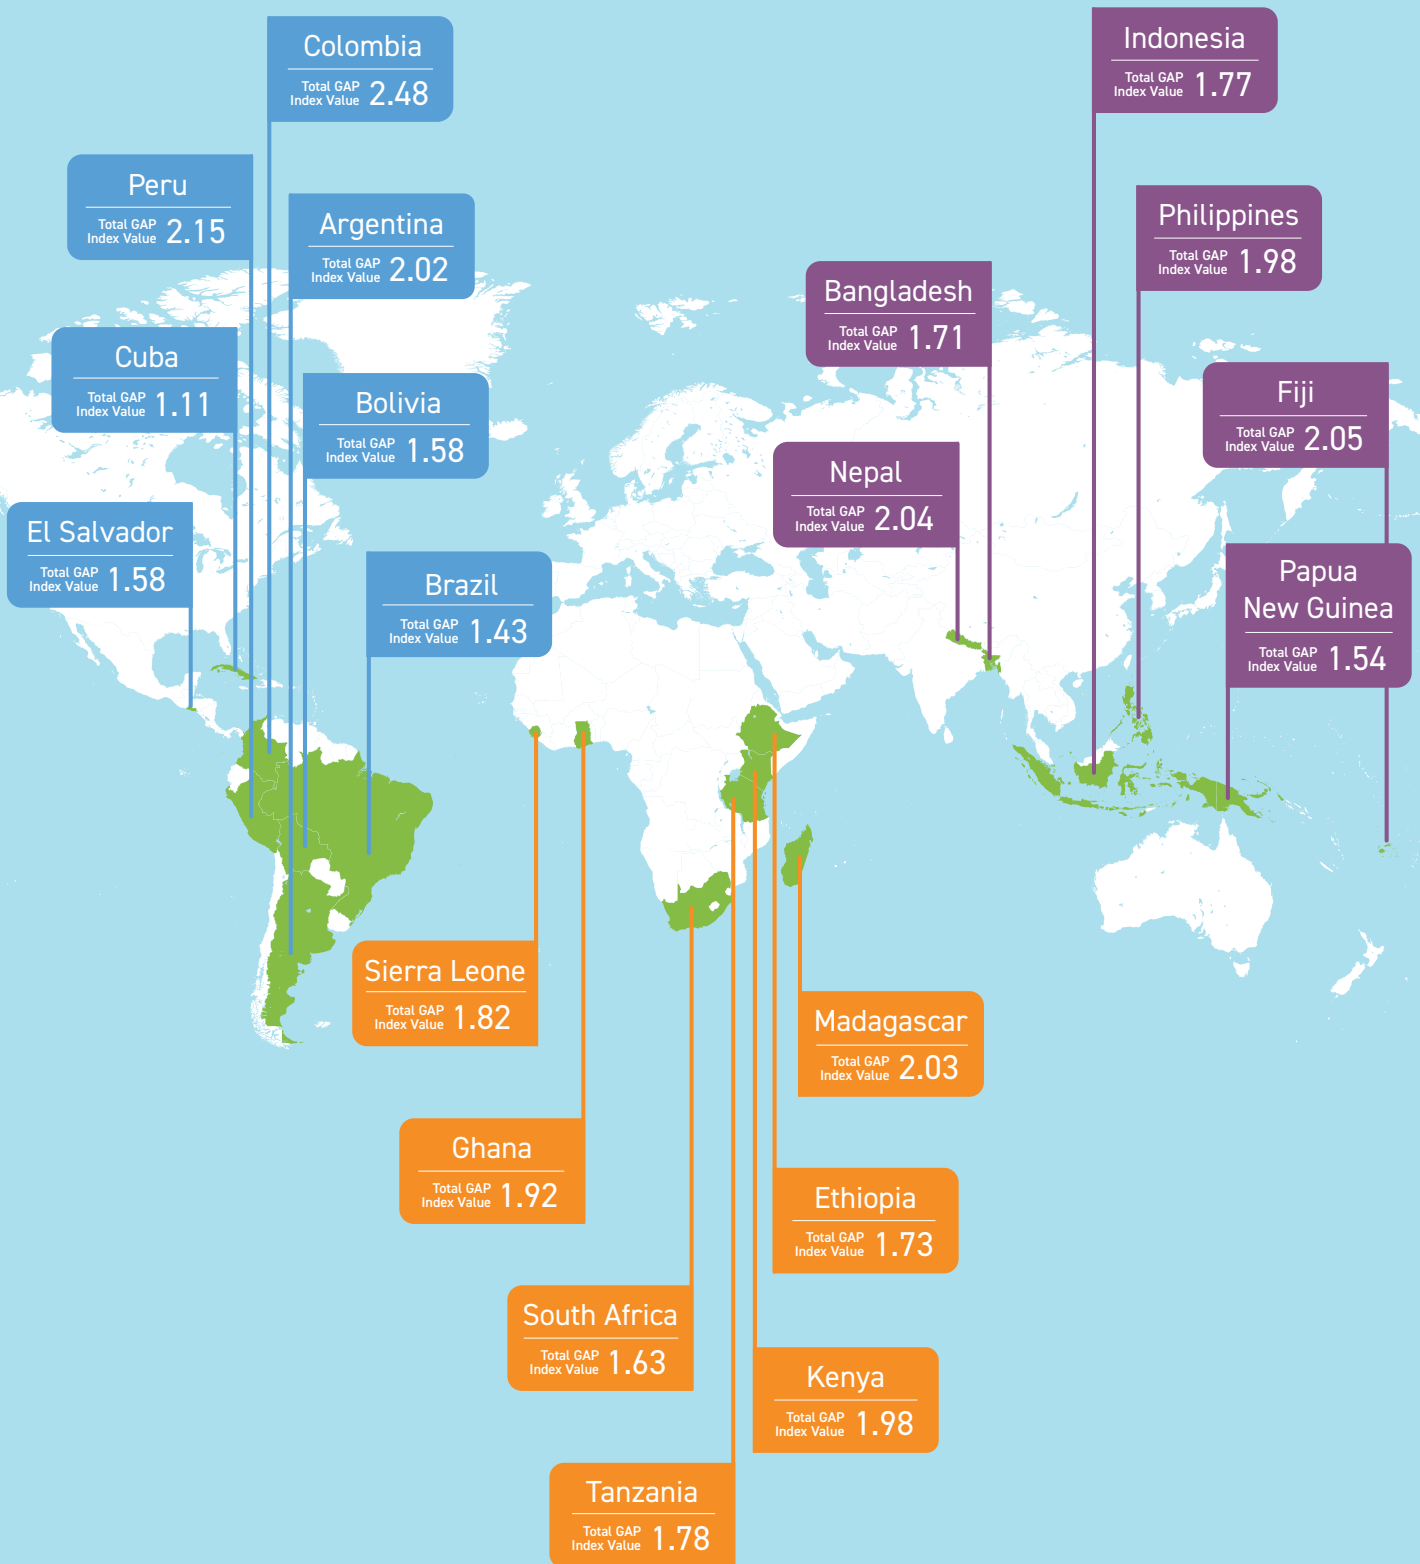 Colombia
Total GAP
Index Value 2.48
Peru
Total GAP
Index Value 2.15
Argentina
Total GAP
Index Value 2.02
Cuba
Total GAP
Index Value 1.11
Bolivia
Total GAP
Index Value 1.58
El Salvador
Total GAP
Index Value 1.58
Brazil
Total GAP
Index Value 1.43
Indonesia
Total GAP
Index Value 1.77
Philippines
Total GAP
Index Value 1.98
Bangladesh
Total GAP
Index Value 1.71
Fiji
Total GAP
Index Value 2.05
Nepal
Total GAP
Index Value 2.04
Papua
New Guinea
Total GAP
Index Value 1.54
Sierra Leone
Total GAP
Index Value 1.82
Madagascar
Total GAP
Index Value 2.03
Ghana
Total GAP
Index Value 1.92
Ethiopia
Total GAP
Index Value 1.73
South Africa
Total GAP
Index Value 1.63
Kenya
Total GAP
Index Value 1.98
Tanzania
Total GAP
Index Value 1.78